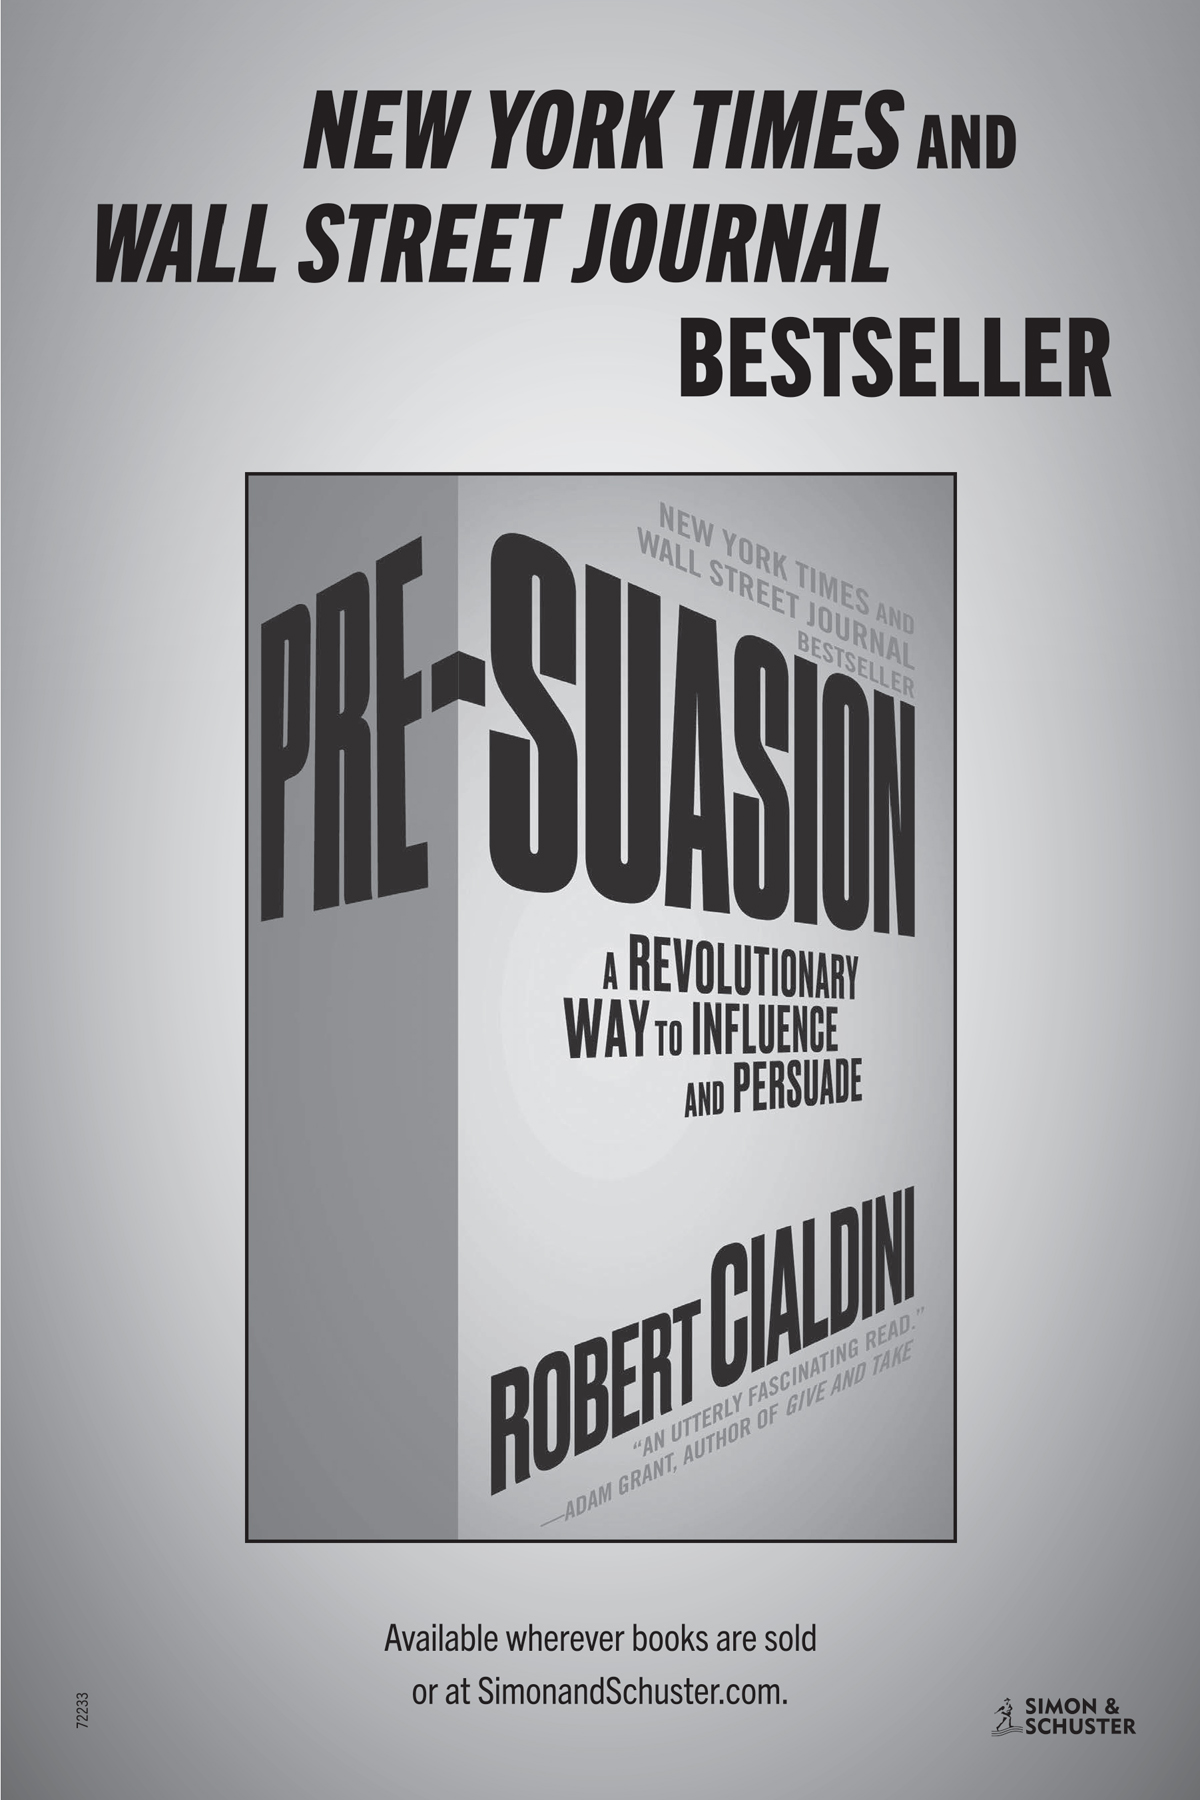 NEW YORK TIMES AND
WALL STREET JOURNAL
BESTSELLER
NEW YORK TIMES AND
WALL STREET JOURNAL
BESTSELLER
PRE-SUASION
A REVOLUTIONARY
WAY TO INFLUENCE
AND PERSUADE
ROBERT CIALDINI
“AN UTTERLY FASCINATING READ.”
—ADAM GRANT, AUTHOR OF GIVE AND TAKE
Available wherever books are sold
or at SimonandSchuster.com.
72233
SIMON &
SCHUSTER